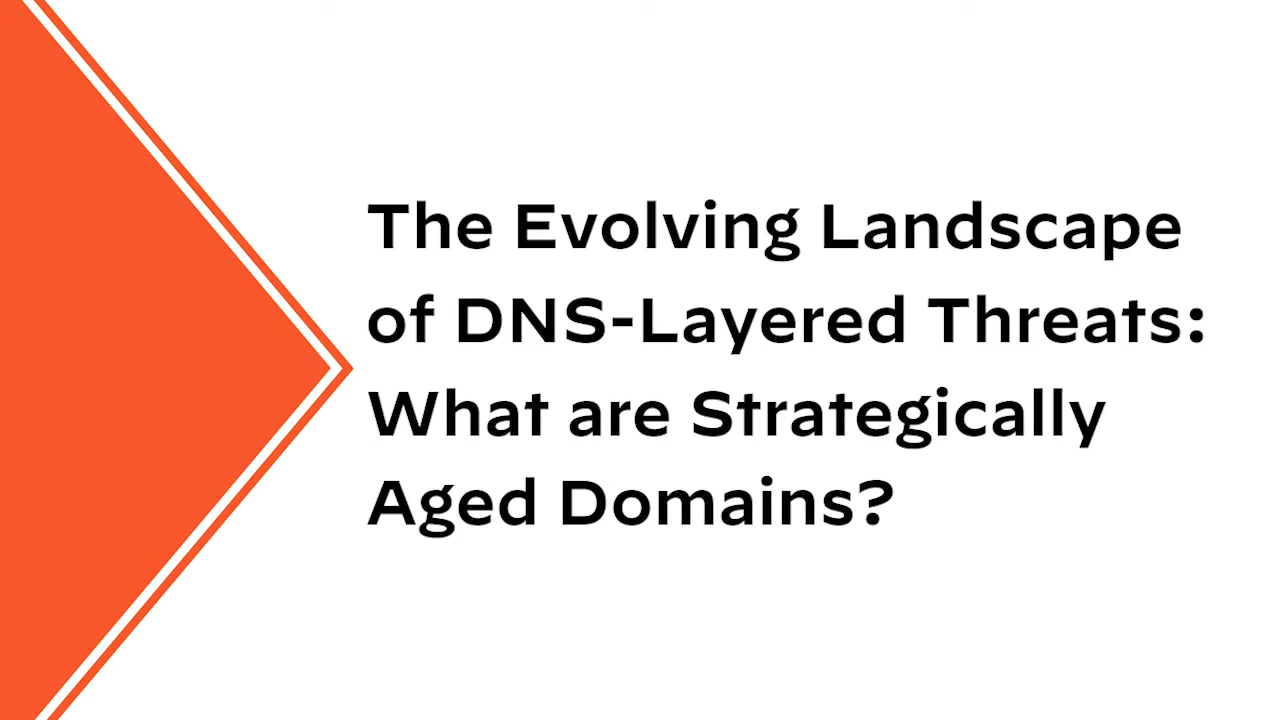 The Evolving Landscape
of DNS-Layered Threats:
What are Strategically
Aged Domains?